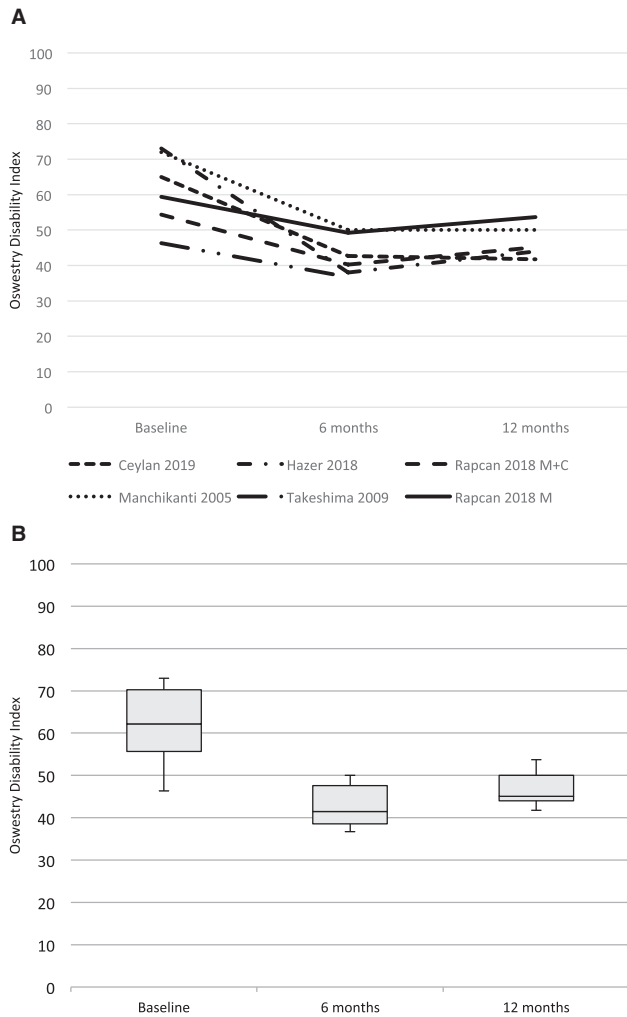 A
100
90
80
70
60
50
40
30
20
10
0
Oswestry Disability Index
Baseline 6 months 12 months
Ceylan 2019 Hazer 2018 Rapcan 2018 M+C
Manchikanti 2005 Takeshima 2009 Rapcan 2018 M
B
100
90
80
70
60
50
40
30
20
10
0
Oswestry Disability Index
Baseline 6 months 12 months